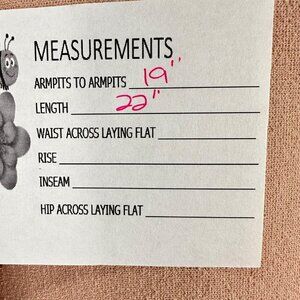 MEASUREMENTS
ARMPITS TO ARMPITS 19"
LENGTH 22"
WAIST ACROSS LAYING FLAT
RISE
INSEAM
HIP ACROSS LAYING FLAT